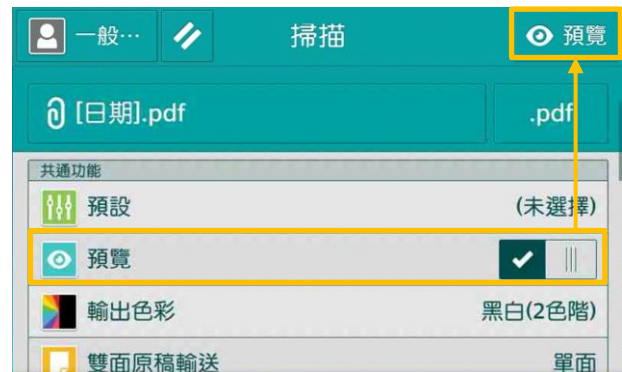 一般… 掃描 預覽
[日期].pdf .pdf
共通功能
預設 (未選擇)
預覽
輸出色彩 黑白(2色階)
雙面原稿輸送 單面